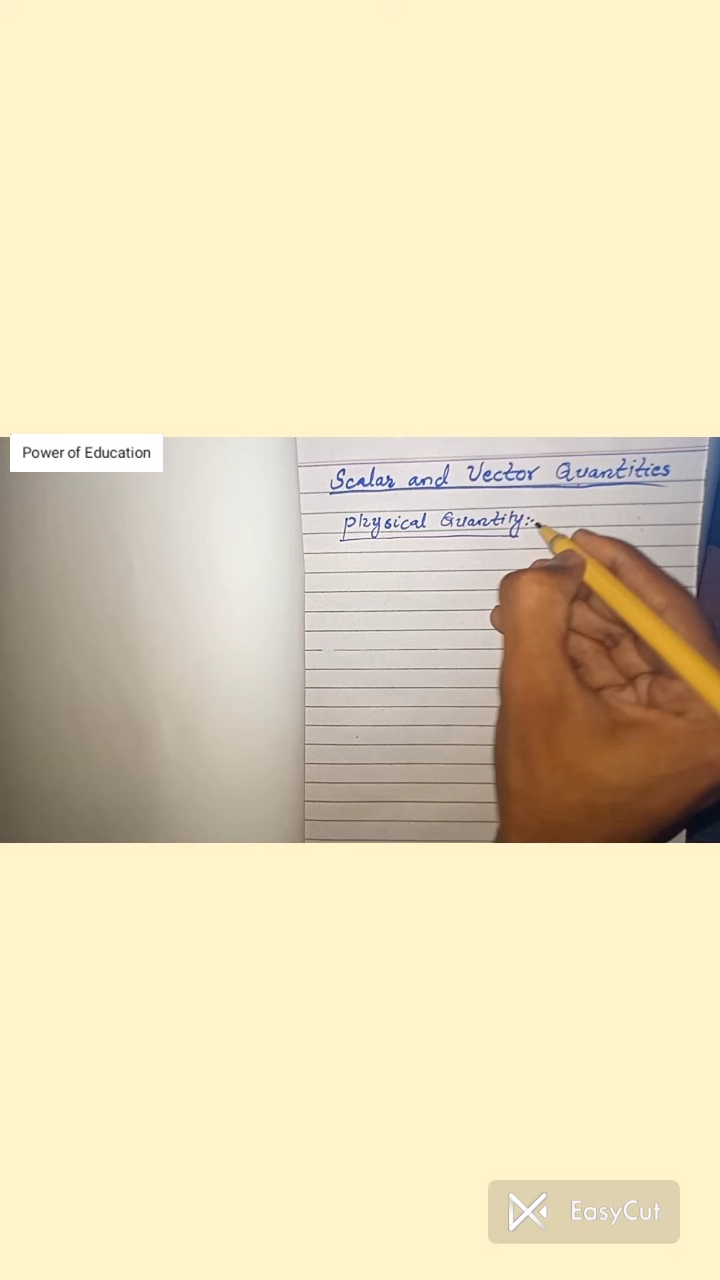 Power of Education
Scalar and Vector Quantities
Physical Quantity:-
EasyCut